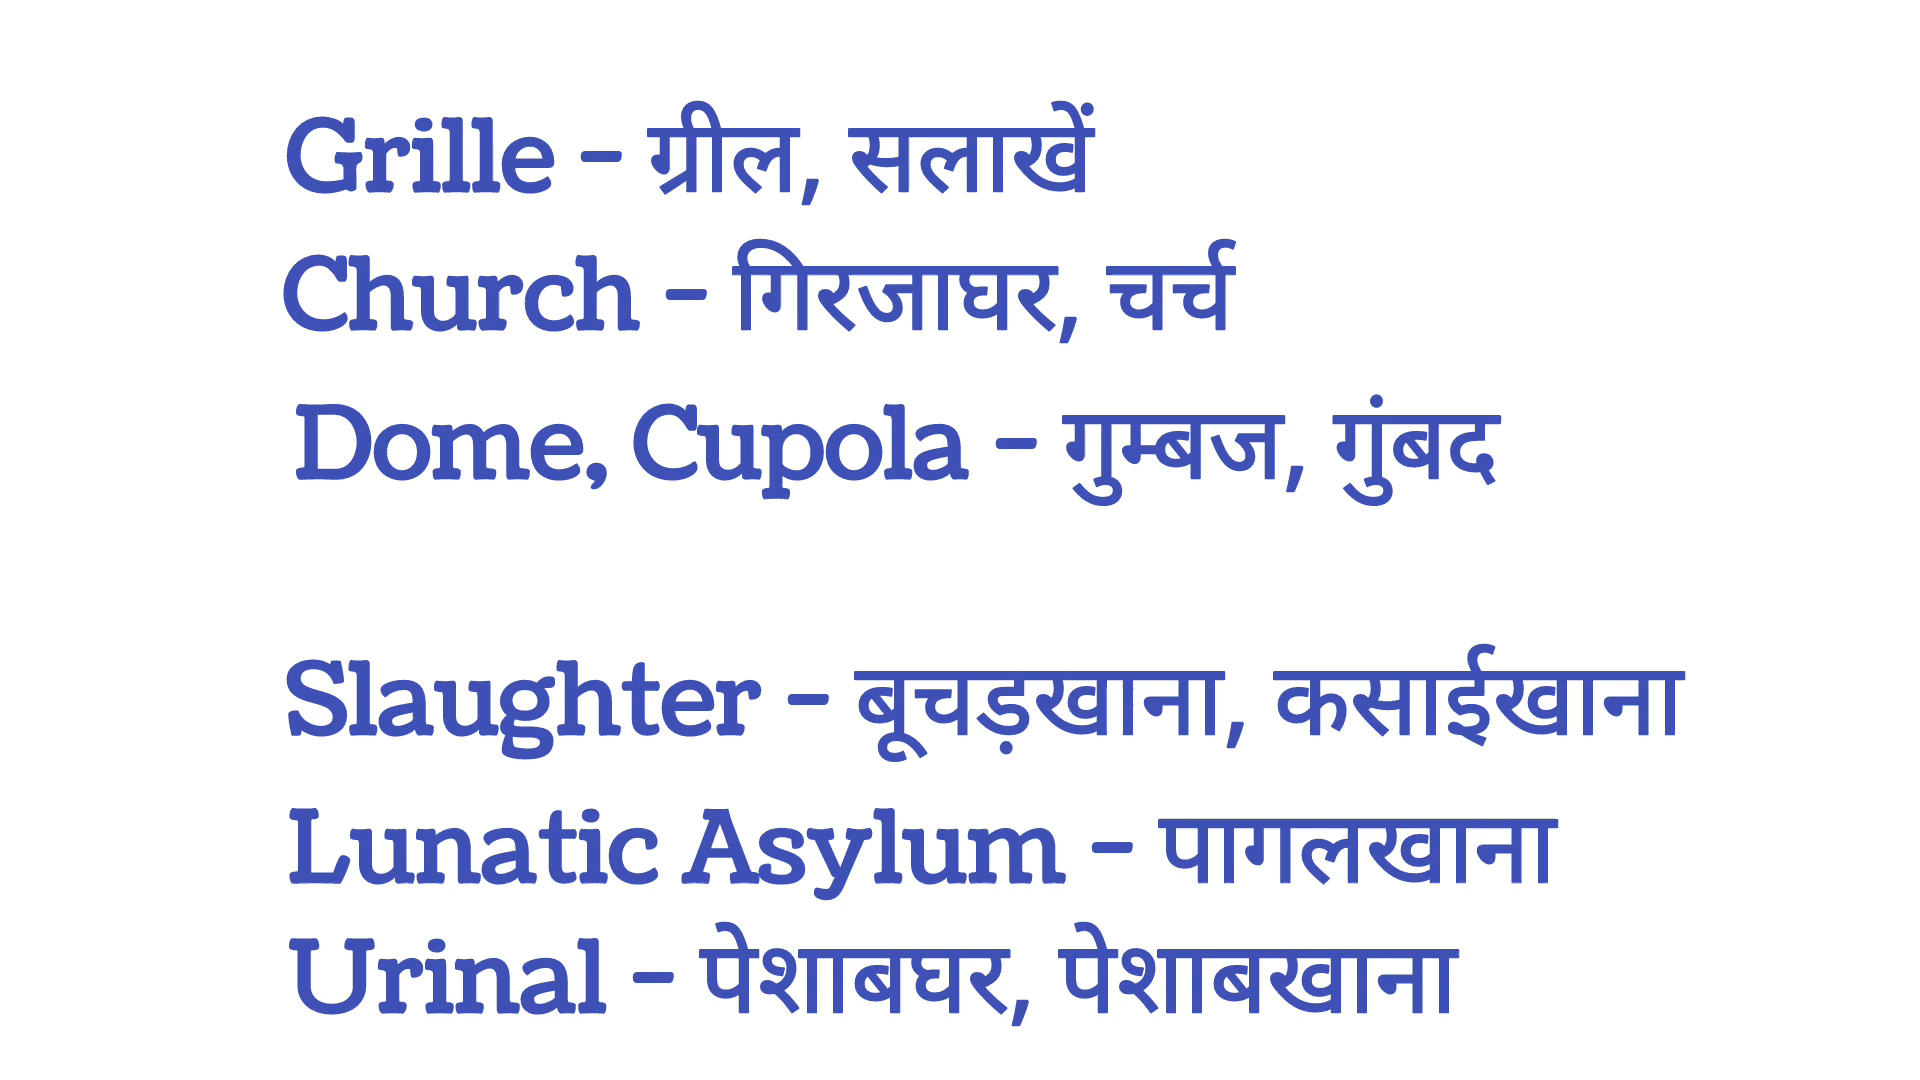 Grille - ग्रील, सलाखें
Church - गिरजाघर, चर्च
Dome, Cupola - गुम्बज, गुंबद
Slaughter - बूचड़खाना, कसाईखाना
Lunatic Asylum - पागलखाना
Urinal - पेशाबघर, पेशाबखाना